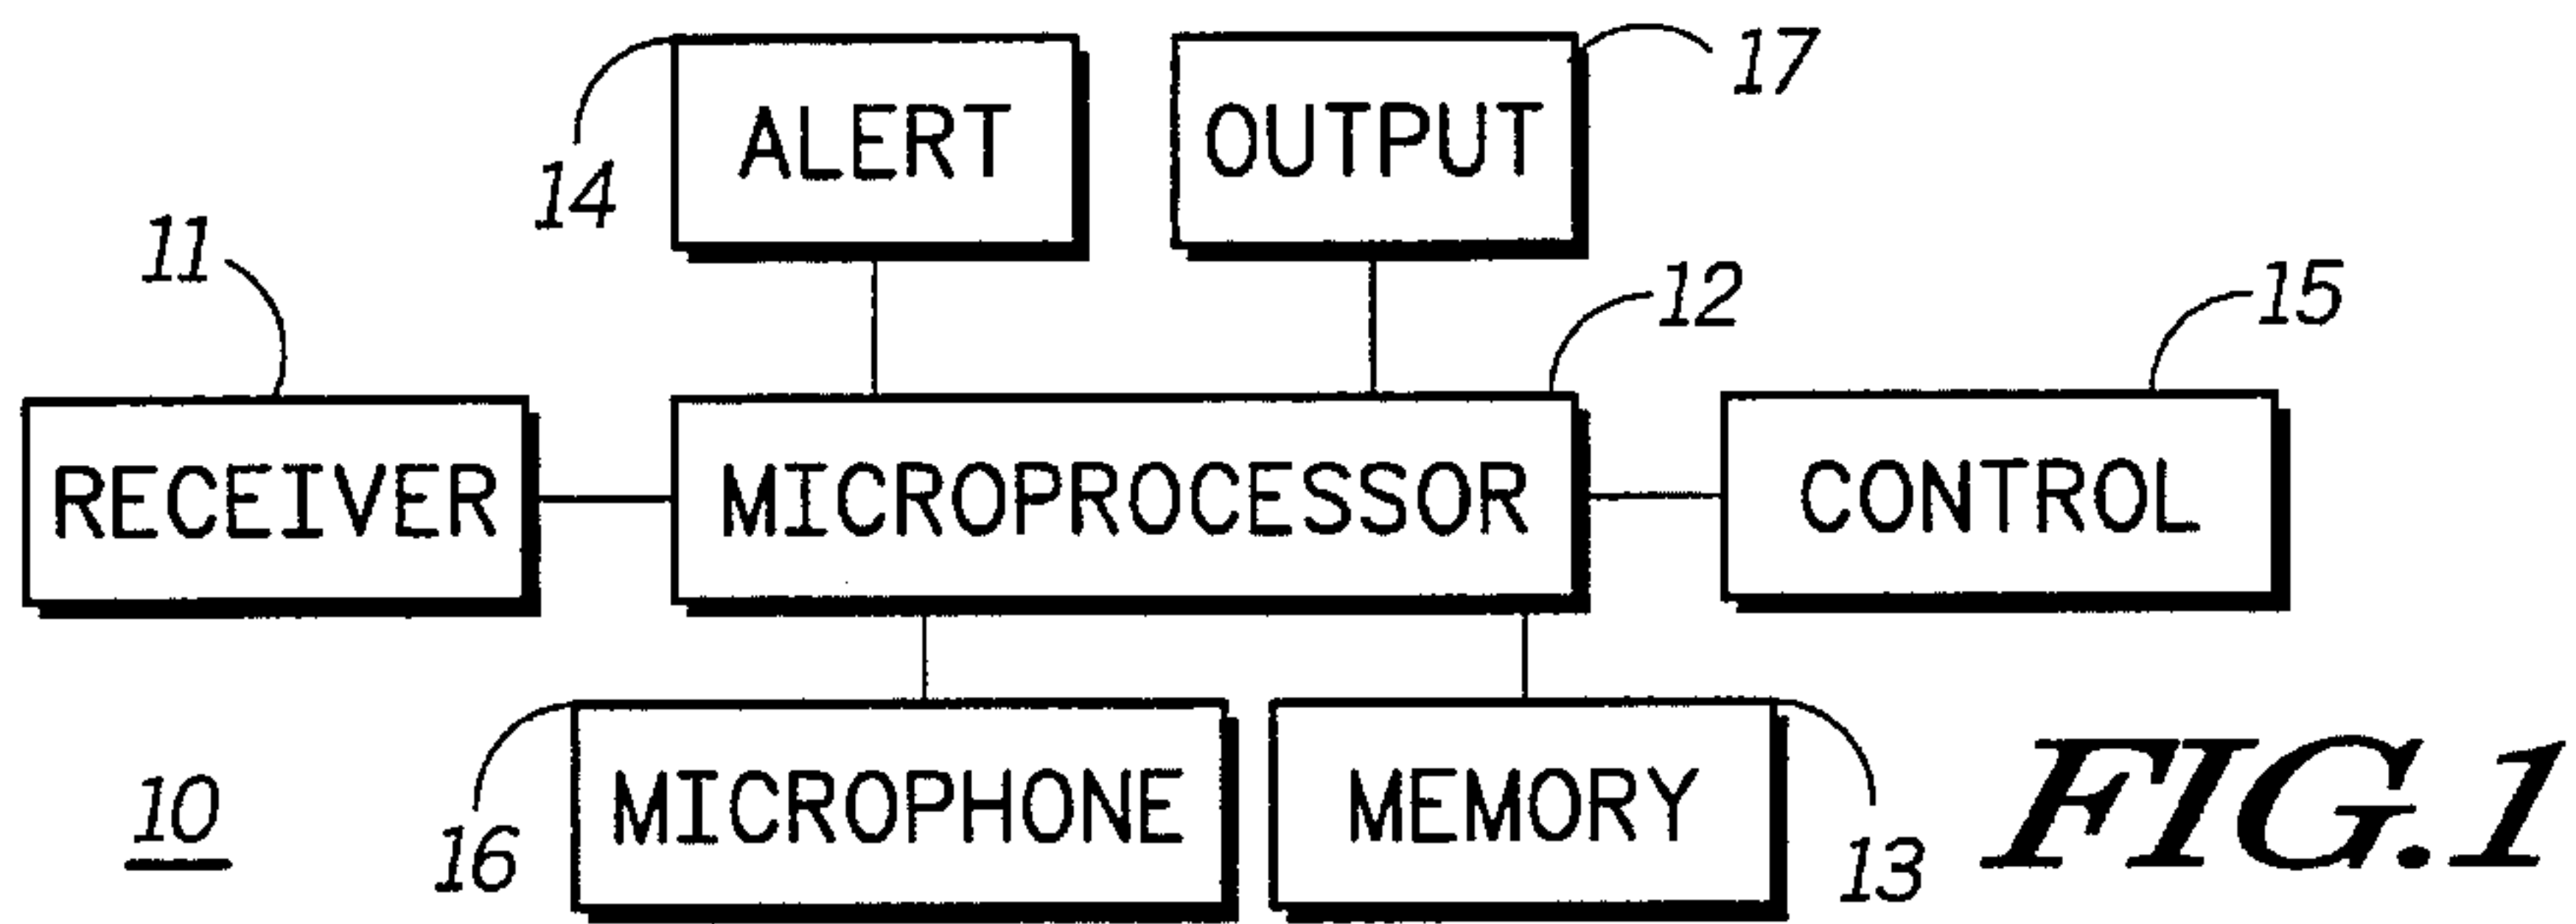 14
ALERT
OUTPUT
17
11
12
15
RECEIVER
MICROPROCESSOR
CONTROL
10
16
MICROPHONE
MEMORY
13
FIG.1